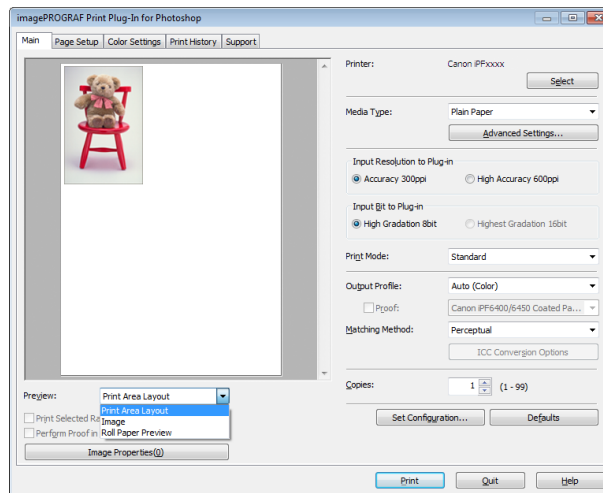 imagePROGRAF Print Plug-In for Photoshop
Main Page Setup Color Settings Print History Support
Printer: Canon iPFxxxx
Select
Media Type: Plain Paper
Advanced Settings...
Input Resolution to Plug-in
Accuracy 300ppi High Accuracy 600ppi
Input Bit to Plug-in
High Gradation 8bit Highest Gradation 16bit
Print Mode: Standard
Output Profile: Auto (Color)
Proof: Canon iPF6400/6450 Coated Pa...
Matching Method: Perceptual
ICC Conversion Options
Copies: 1 (1 - 99)
Set Configuration... Defaults
Preview: Print Area Layout
Print Area Layout
Print Selected Ra
Image
Perform Proof in
Roll Paper Preview
Image Properties(O)
Print Quit Help